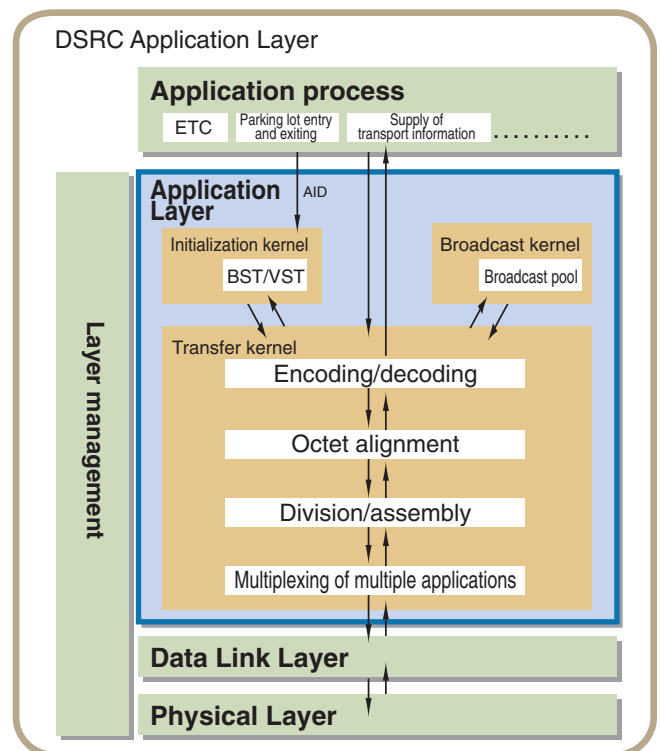 DSRC Application Layer
Application process
ETC
Parking lot entry
and exiting
Supply of
transport information
..........
Application
Layer
AID
Initialization kernel
BST/VST
Broadcast kernel
Broadcast pool
Layer management
Transfer kernel
Encoding/decoding
Octet alignment
Division/assembly
Multiplexing of multiple applications
Data Link Layer
Physical Layer